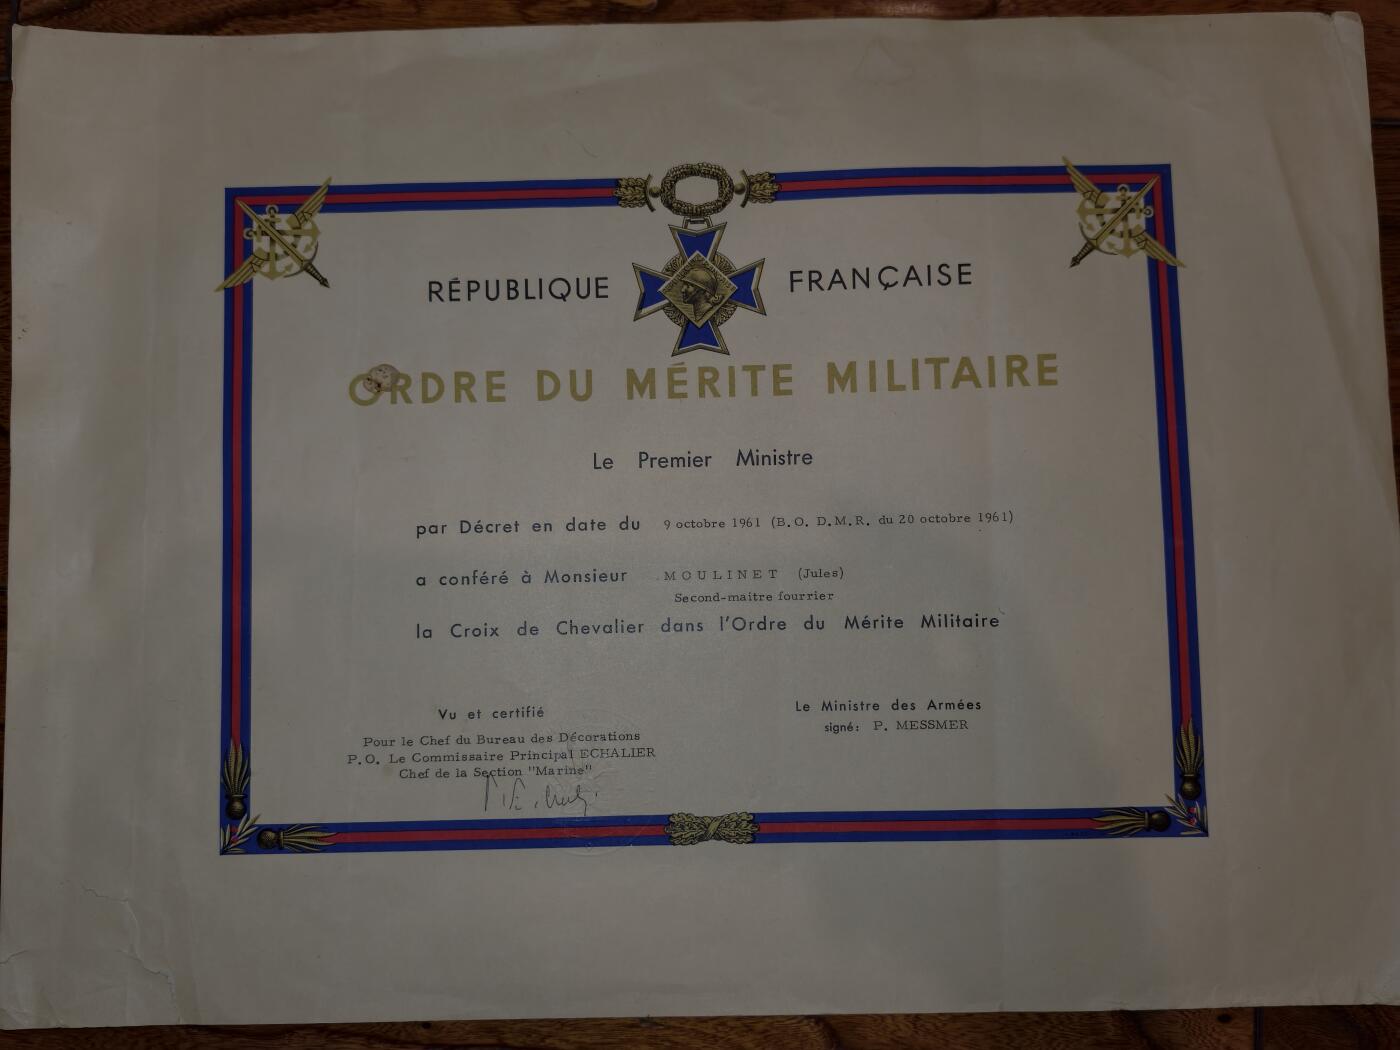 RÉPUBLIQUE FRANÇAISE
ORDRE DU MÉRITE MILITAIRE
Le Premier Ministre
par Décret en date du 9 octobre 1961 (B.O. D.M.R. du 20 octobre 1961)
a conféré à Monsieur MOULINET (Jules)
Second-maitre fourrier
la Croix de Chevalier dans l'Ordre du Mérite Militaire
Vu et certifié
Pour le Chef du Bureau des Décorations
P.O. Le Commissaire Principal ECHALIER
Chef de la Section "Marine"
Le Ministre des Armées
signé: P. MESSMER